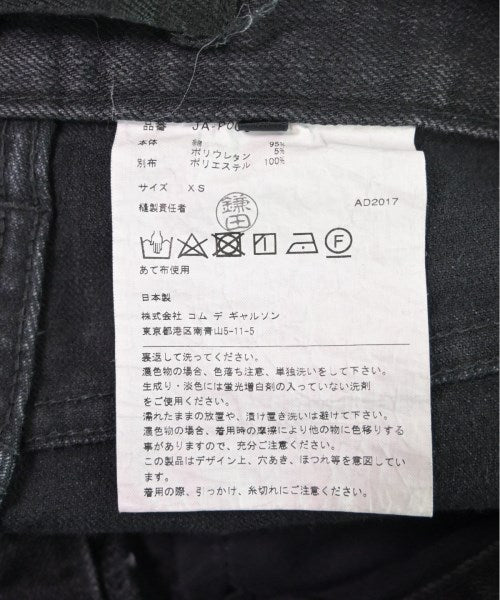 品番 JA-P00
本体 綿 95%
ポリウレタン 5%
別布 ポリエステル 100%
サイズ XS
縫製責任者 鎌田 AD2017
F
あて布使用
日本製
株式会社 コム デ ギャルソン
東京都港区南青山5-11-5
裏返して洗ってください。
濃色物の場合、色落ち注意、単独洗いをして下さい。
生成り・淡色には蛍光増白剤の入っていない洗剤
をご使用ください。
濡れたままの放置や、漬け置き洗いは避けて下さい。
濃色物の場合、着用時の摩擦により他の物に色移りする
事がありますので、充分ご注意ください。
この製品はデザイン上、穴あき、ほつれ等を意図してい
ます。
着用の際、引っかけ、糸切れにご注意ください。